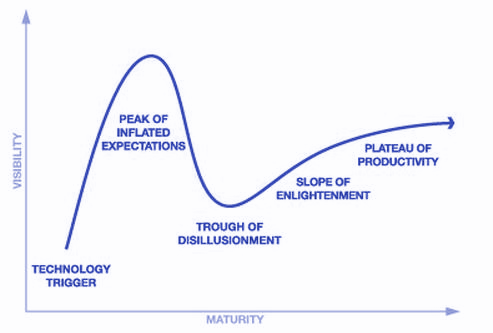 VISIBILITY
PEAK OF
INFLATED
EXPECTATIONS
PLATEAU OF
PRODUCTIVITY
SLOPE OF
ENLIGHTENMENT
TROUGH OF
DISILLUSIONMENT
TECHNOLOGY
TRIGGER
MATURITY